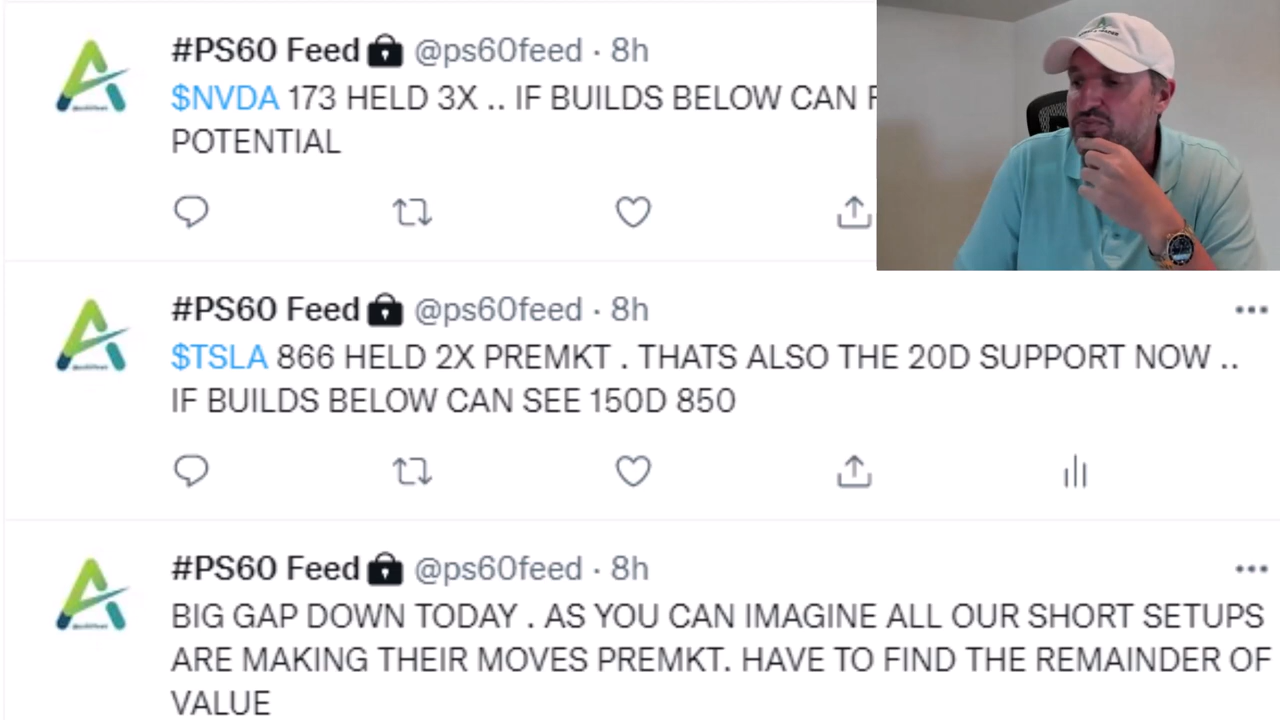 #PS60 Feed @ps60feed · 8h
$NVDA 173 HELD 3X .. IF BUILDS BELOW CAN
POTENTIAL
#PS60 Feed @ps60feed · 8h
$TSLA 866 HELD 2X PREMKT . THATS ALSO THE 20D SUPPORT NOW ..
IF BUILDS BELOW CAN SEE 150D 850
#PS60 Feed @ps60feed · 8h
BIG GAP DOWN TODAY . AS YOU CAN IMAGINE ALL OUR SHORT SETUPS
ARE MAKING THEIR MOVES PREMKT. HAVE TO FIND THE REMAINDER OF
VALUE